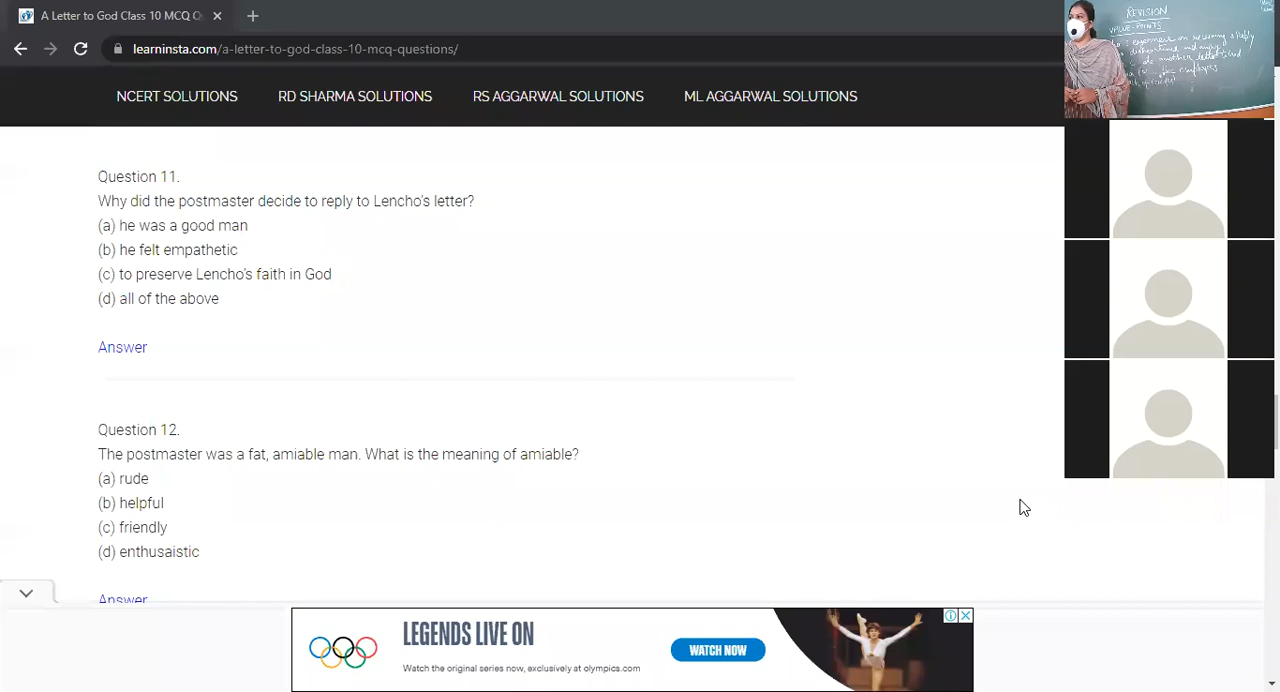 A Letter to God Class 10 MCQ Q
learninsta.com/a-letter-to-god-class-10-mcq-questions/
NCERT SOLUTIONS RD SHARMA SOLUTIONS RS AGGARWAL SOLUTIONS ML AGGARWAL SOLUTIONS
REVISION
VALUE-POINTS
Question 11.
Why did the postmaster decide to reply to Lencho's letter?
(a) he was a good man
(b) he felt empathetic
(c) to preserve Lencho's faith in God
(d) all of the above
Answer
Question 12.
The postmaster was a fat, amiable man. What is the meaning of amiable?
(a) rude
(b) helpful
(c) friendly
(d) enthusaistic
Answer
LEGENDS LIVE ON
Watch the original series now, exclusively at olympics.com
WATCH NOW